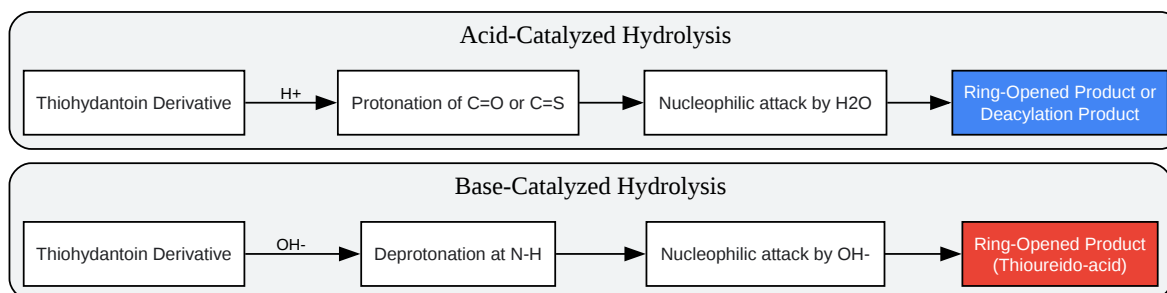 Acid-Catalyzed Hydrolysis
Thiohydantoin Derivative
H+
Protonation of C=O or C=S
Nucleophilic attack by H2O
Ring-Opened Product or
Deacylation Product
Base-Catalyzed Hydrolysis
Thiohydantoin Derivative
OH-
Deprotonation at N-H
Nucleophilic attack by OH-
Ring-Opened Product
(Thioureido-acid)